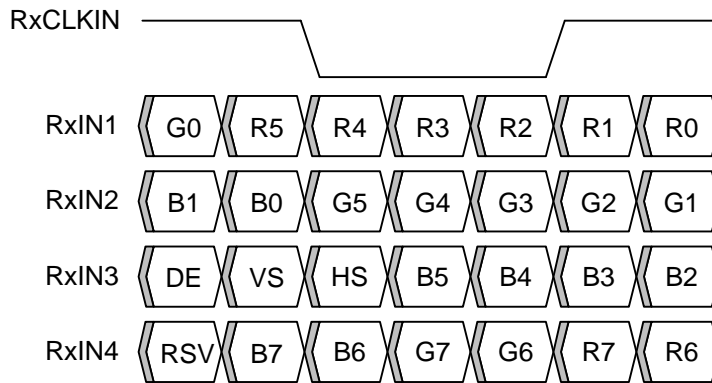 RxCLKIN
RxIN1 G0 R5 R4 R3 R2 R1 R0
RxIN2 B1 B0 G5 G4 G3 G2 G1
RxIN3 DE VS HS B5 B4 B3 B2
RxIN4 RSV B7 B6 G7 G6 R7 R6